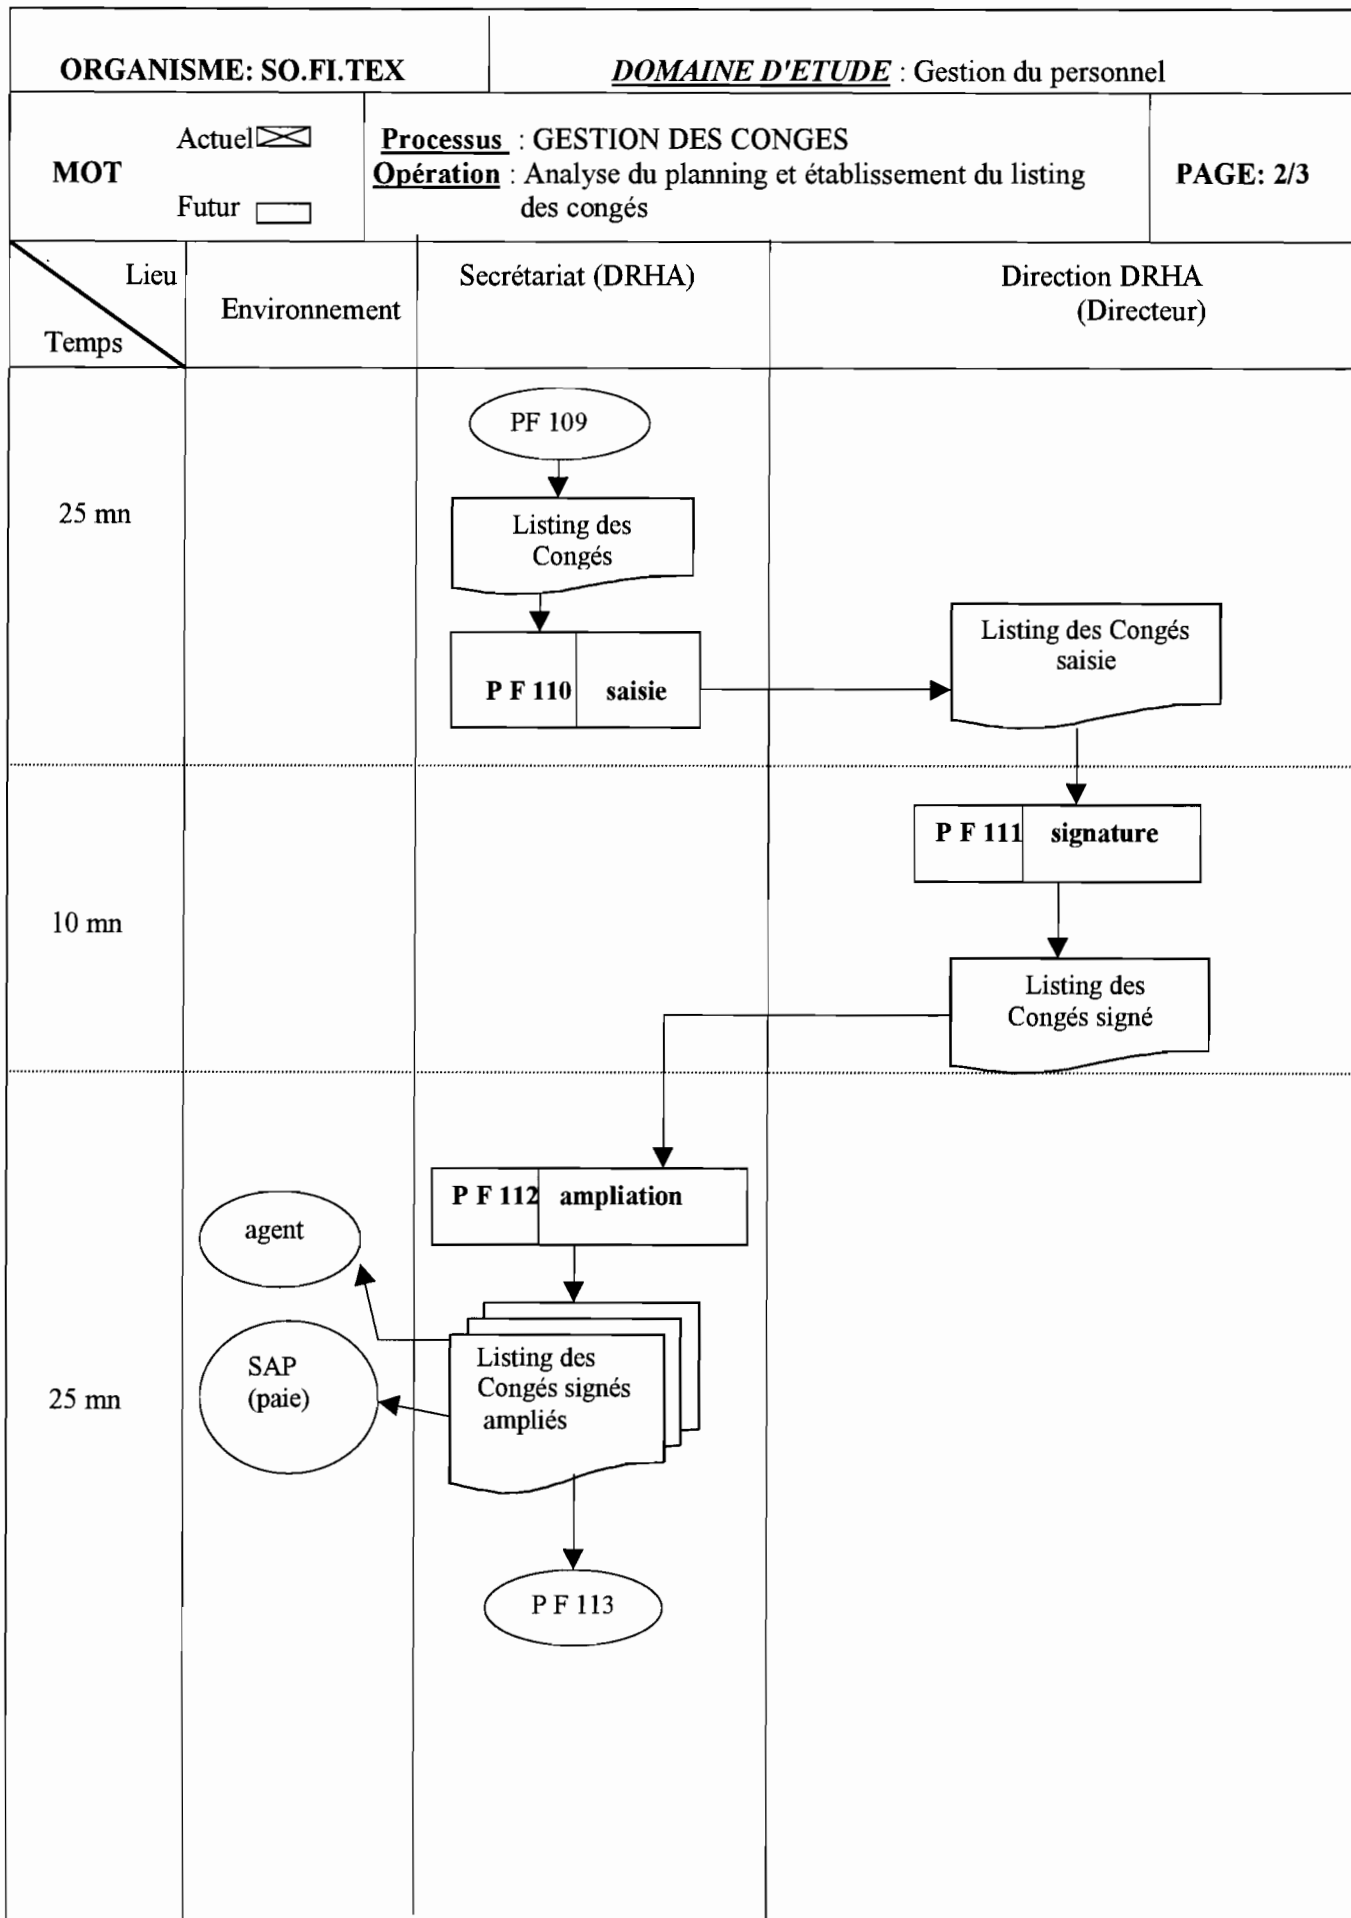 ORGANISME: SO.FI.TEX
DOMAINE D'ETUDE : Gestion du personnel
MOT
Actuel
Futur
Processus : GESTION DES CONGES
Opération : Analyse du planning et établissement du listing
des congés
PAGE: 2/3
Lieu
Temps
Environnement
Secrétariat (DRHA)
Direction DRHA
(Directeur)
PF 109
25 mn
Listing des
Congés
P F 110 saisie
Listing des Congés
saisie
P F 111 signature
10 mn
Listing des
Congés signé
P F 112 ampliation
agent
SAP
(paie)
25 mn
Listing des
Congés signés
ampliés
P F 113